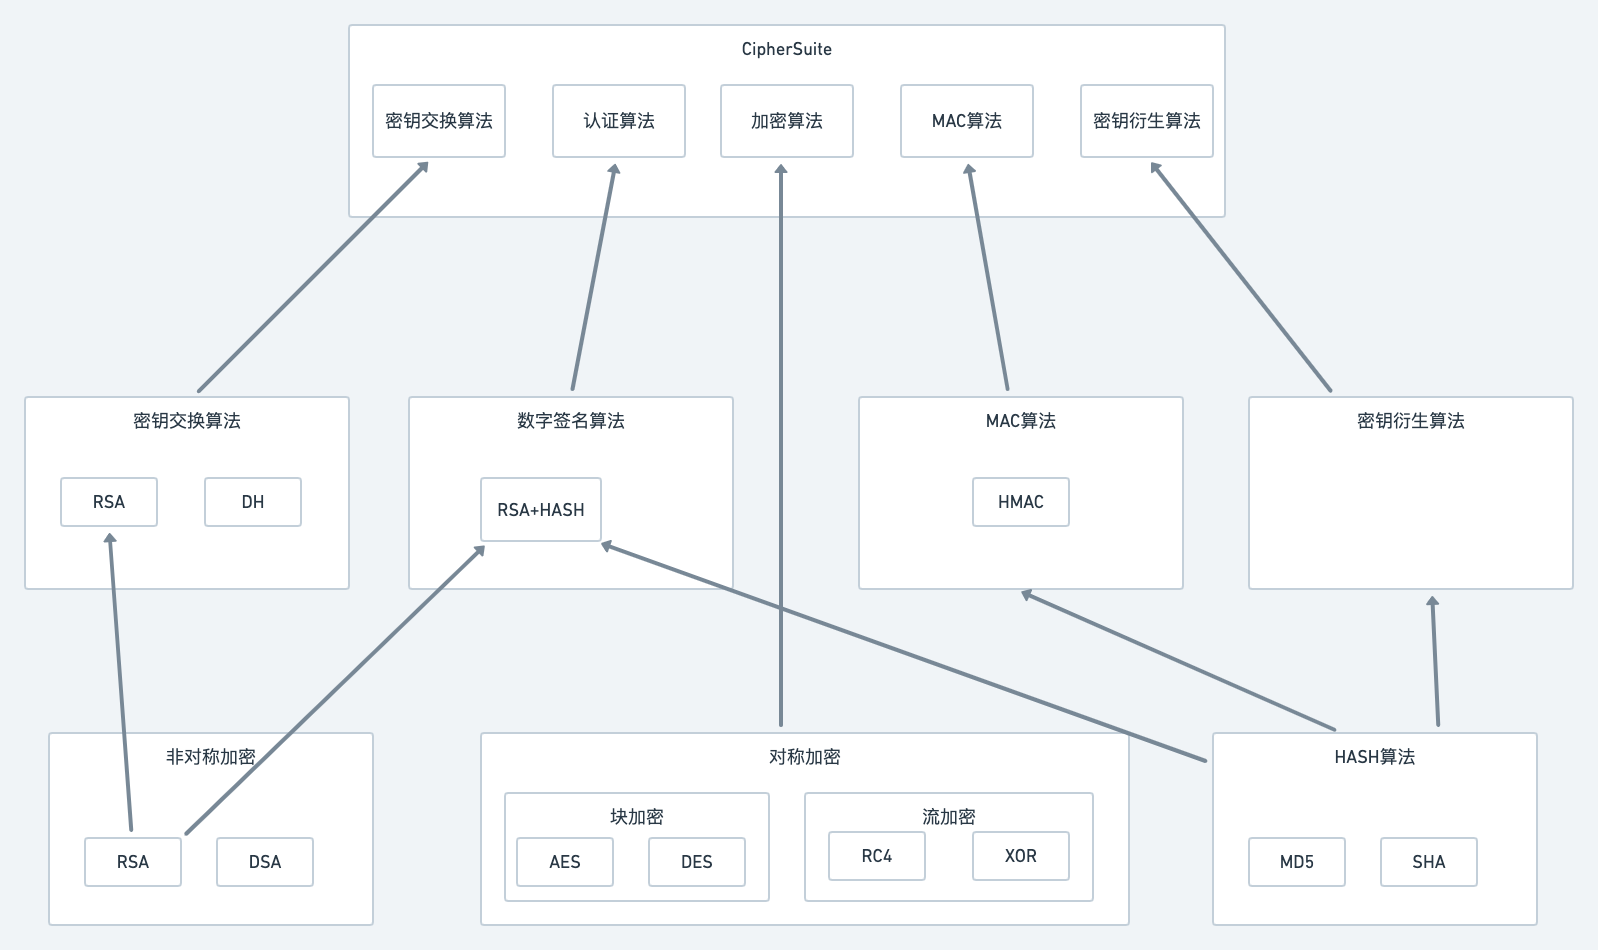 CipherSuite
密钥交换算法
认证算法
加密算法
MAC算法
密钥衍生算法
密钥交换算法
RSA
DH
数字签名算法
RSA+HASH
MAC算法
HMAC
密钥衍生算法
非对称加密
RSA
DSA
对称加密
块加密
AES
DES
流加密
RC4
XOR
HASH算法
MD5
SHA